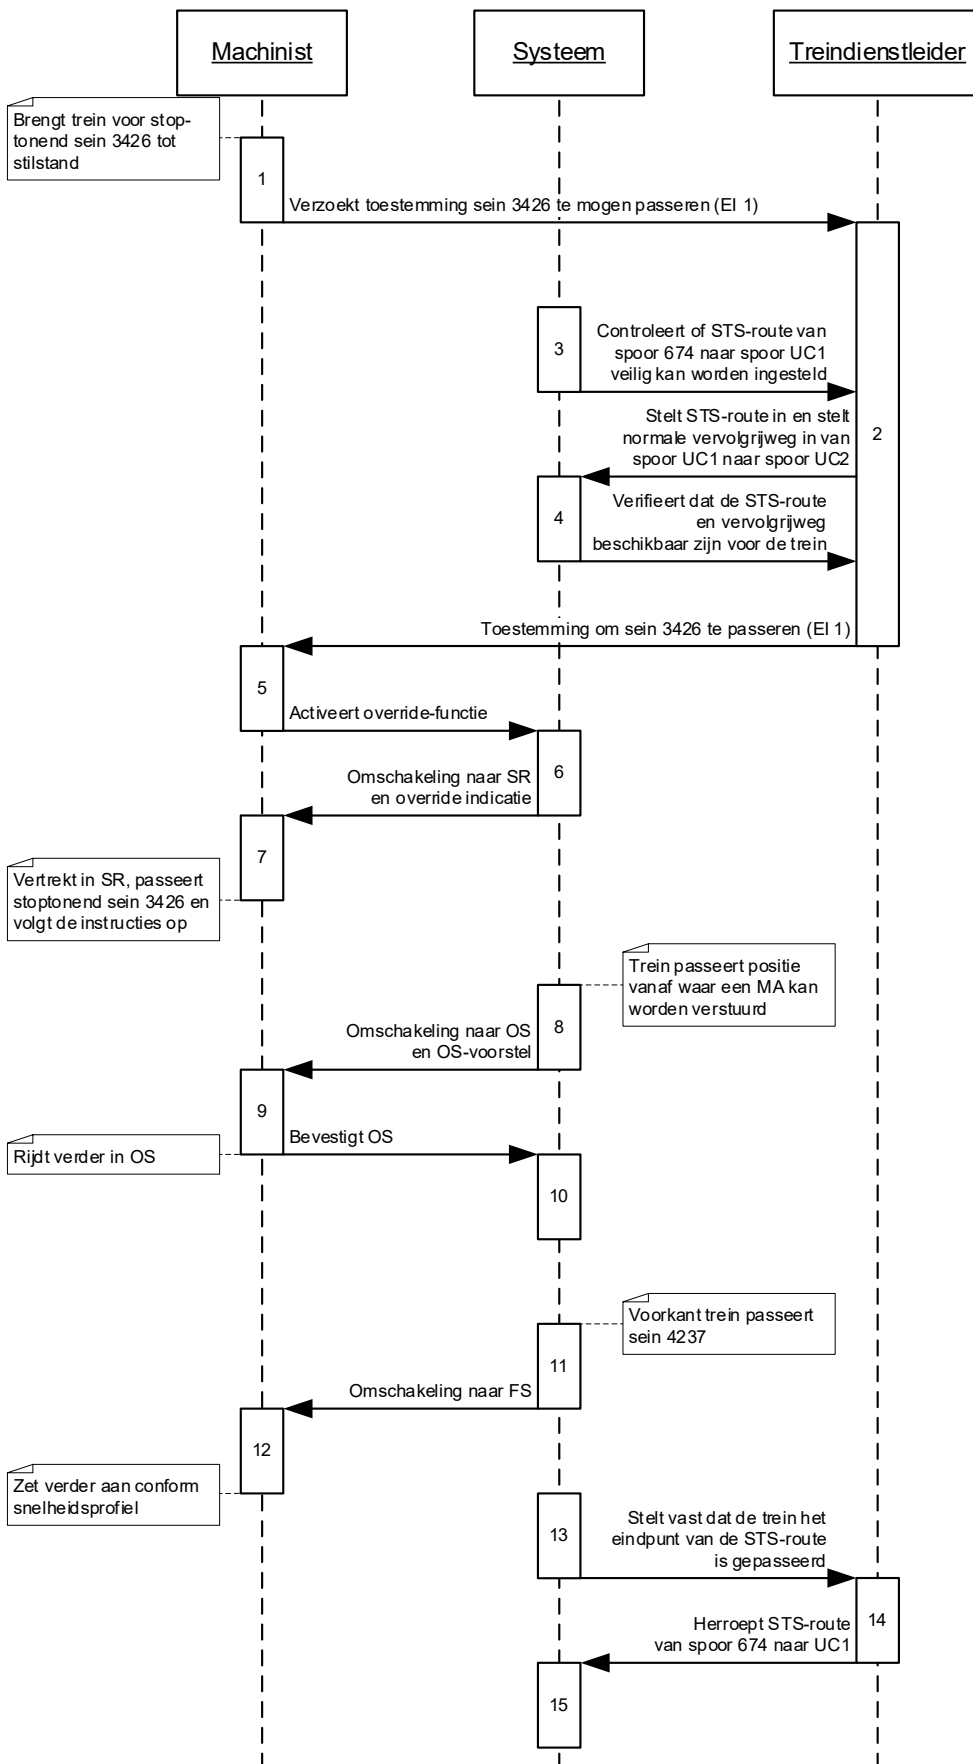 Machinist
Systeem
Treindienstleider
Brengt trein voor stop-
tonend sein 3426 tot
stilstand
1
Verzoekt toestemming sein 3426 te mogen passeren (EI 1)
3
Controleert of STS-route van
spoor 674 naar spoor UC1
veilig kan worden ingesteld
2
Stelt STS-route in en stelt
normale vervolgrijweg in van
spoor UC1 naar spoor UC2
4
Verifieert dat de STS-route
en vervolgrijweg
beschikbaar zijn voor de trein
Toestemming om sein 3426 te passeren (EI 1)
5
Activeert override-functie
6
Omschakeling naar SR
en override indicatie
7
Vertrekt in SR, passeert
stoptonend sein 3426 en
volgt de instructies op
Trein passeert positie
vanaf waar een MA kan
worden verstuurd
8
Omschakeling naar OS
en OS-voorstel
9
Bevestigt OS
Rijdt verder in OS
10
Voorkant trein passeert
sein 4237
11
Omschakeling naar FS
12
Zet verder aan conform
snelheidsprofiel
13
Stelt vast dat de trein het
eindpunt van de STS-route
is gepasseerd
14
Herroept STS-route
van spoor 674 naar UC1
15